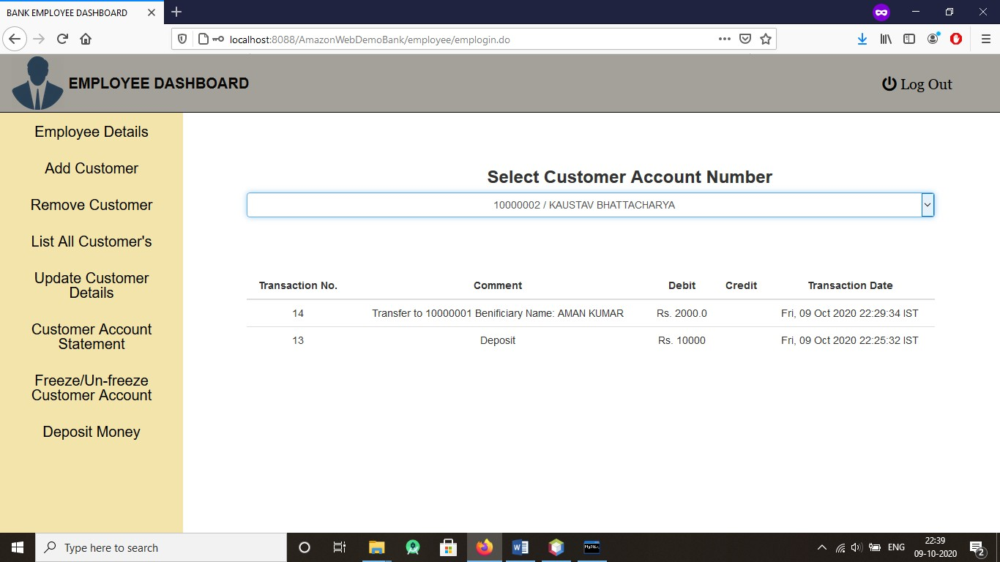 BANK EMPLOYEE DASHBOARD
localhost:8088/AmazonWebDemoBank/employee/emplogin.do
EMPLOYEE DASHBOARD
Log Out
Employee Details
Add Customer
Remove Customer
List All Customer's
Update Customer
Details
Customer Account
Statement
Freeze/Un-freeze
Customer Account
Deposit Money
Select Customer Account Number
10000002 / KAUSTAV BHATTACHARYA
Transaction No. Comment Debit Credit Transaction Date
14 Transfer to 10000001 Benificiary Name: AMAN KUMAR Rs. 2000.0 Fri, 09 Oct 2020 22:29:34 IST
13 Deposit Rs. 10000 Fri, 09 Oct 2020 22:25:32 IST
Type here to search
MySQL
ENG
22:39
09-10-2020
2